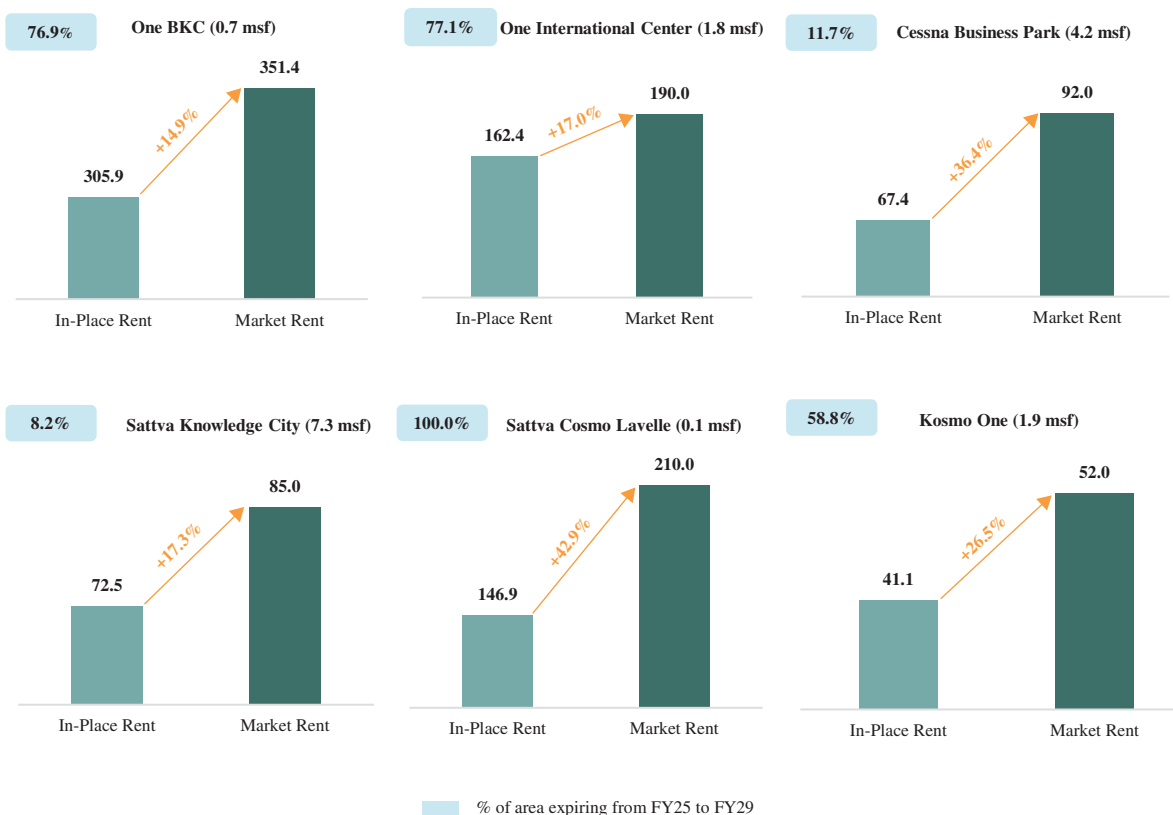 76.9%
One BKC (0.7 msf)
351.4
+14.9%
305.9
In-Place Rent
Market Rent
77.1%
One International Center (1.8 msf)
190.0
+17.0%
162.4
In-Place Rent
Market Rent
11.7%
Cessna Business Park (4.2 msf)
92.0
+36.4%
67.4
In-Place Rent
Market Rent
8.2%
Sattva Knowledge City (7.3 msf)
85.0
+17.3%
72.5
In-Place Rent
Market Rent
100.0%
Sattva Cosmo Lavelle (0.1 msf)
210.0
+42.9%
146.9
In-Place Rent
Market Rent
58.8%
Kosmo One (1.9 msf)
52.0
+26.5%
41.1
In-Place Rent
Market Rent
% of area expiring from FY25 to FY29